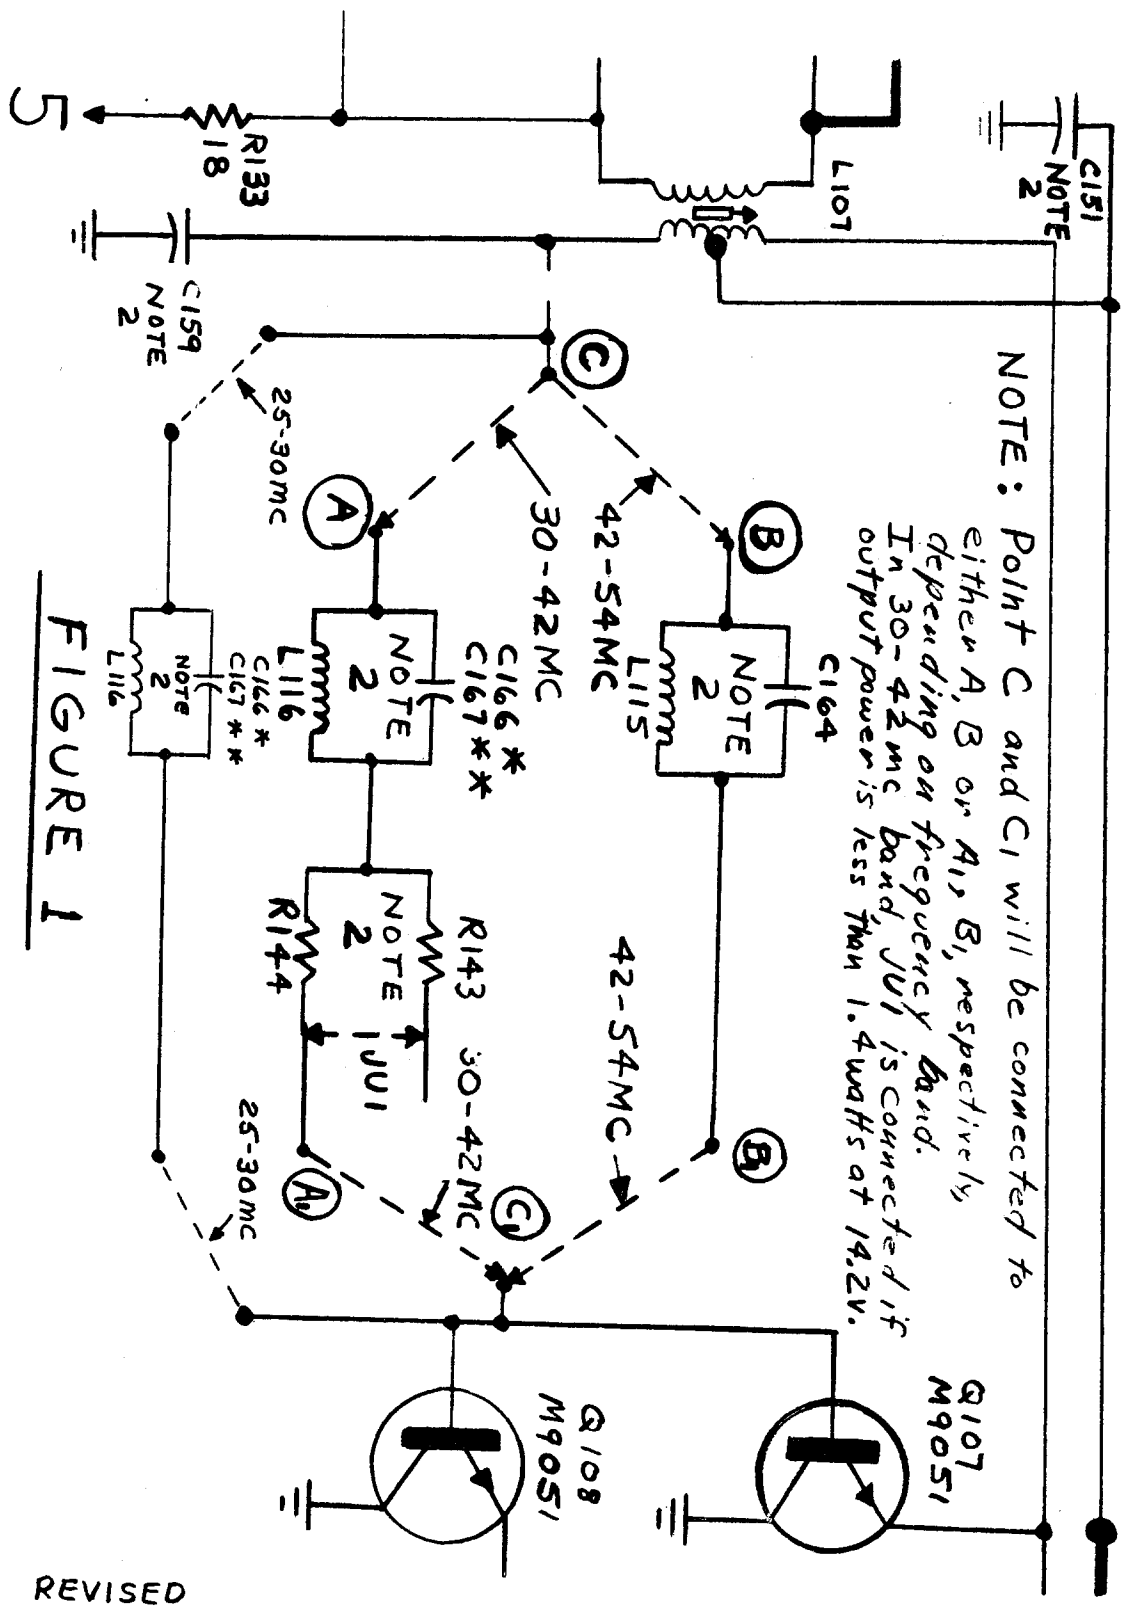 C151
NOTE
2
L107
5
R133
18
C159
NOTE
2
NOTE: Point C and C1 will be connected to
either A, B or A1, B1 respectively,
depending on frequency band.
In 30-42mc band, JU1 is connected if
output power is less than 1.4watts at 14.2V.
C
B
42-54MC
30-42MC
A
25-30MC
C164
NOTE
2
L115
C166*
C167**
NOTE
2
L116
C166*
C167**
NOTE
2
L116
R143
NOTE
2
R144
JU1
42-54MC
30-42MC
25-30MC
B1
C1
A1
Q107
M9051
Q108
M9051
FIGURE 1
REVISED